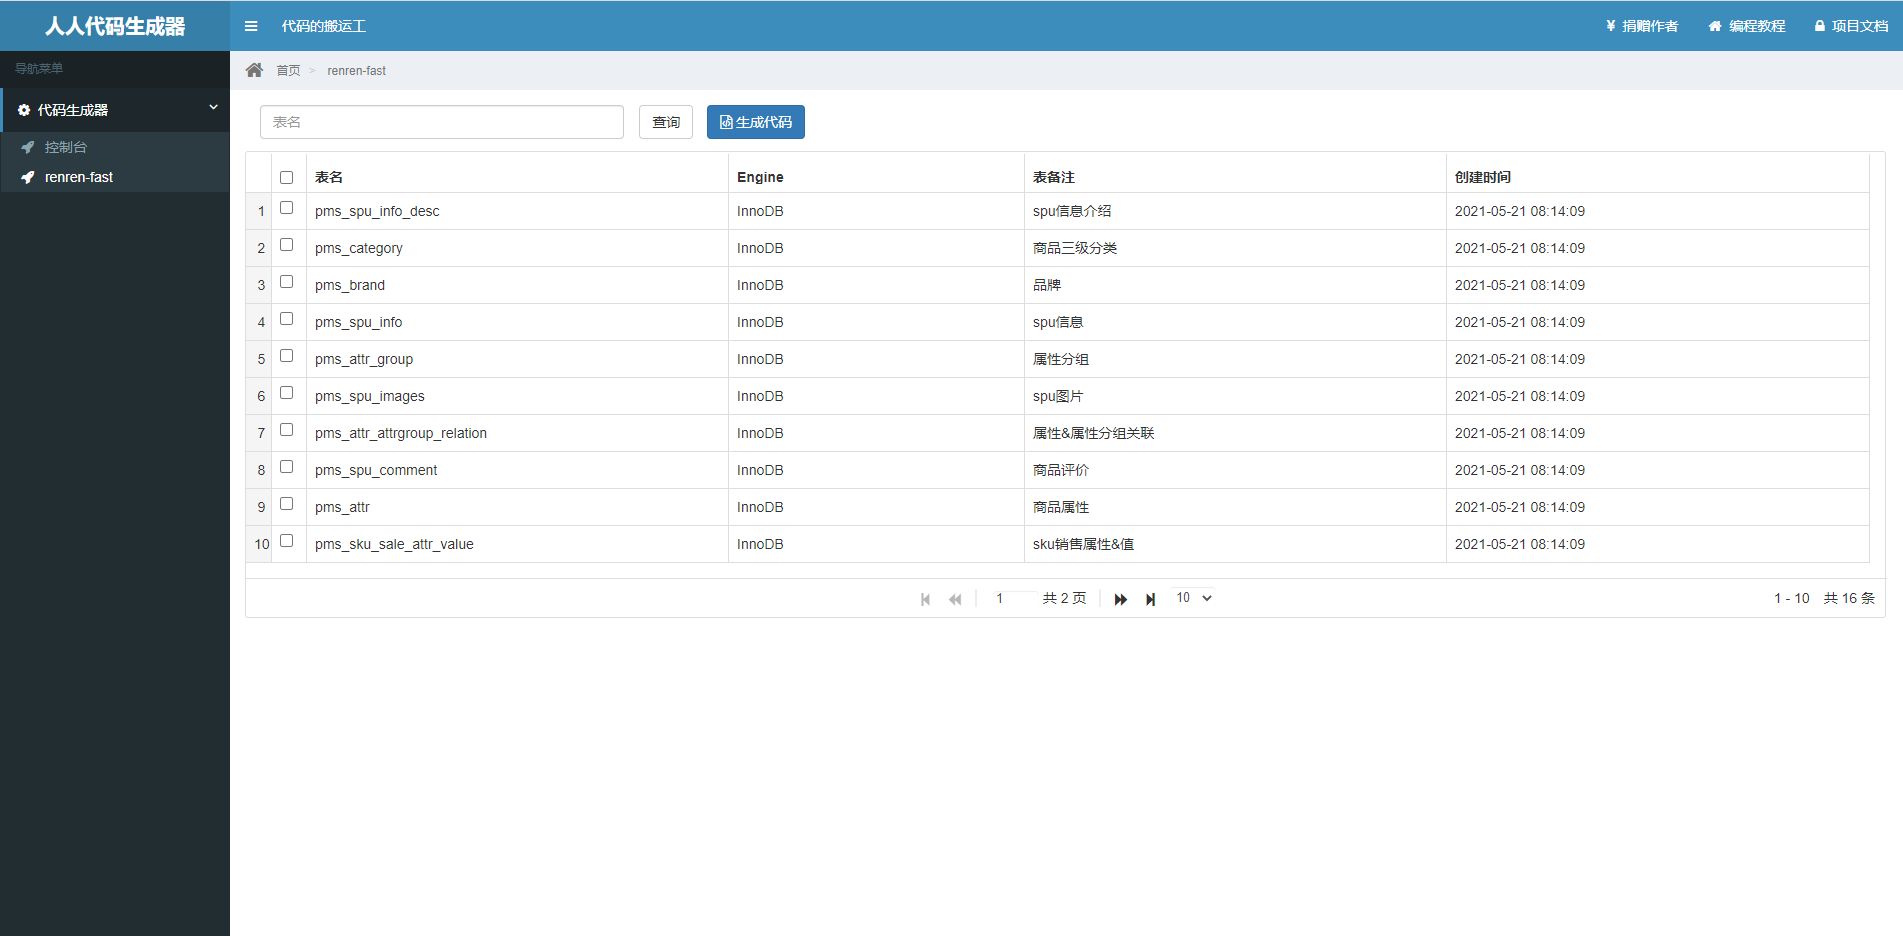 人人代码生成器
代码的搬运工
¥ 捐赠作者
编程教程
项目文档
导航菜单
代码生成器
控制台
renren-fast
首页 > renren-fast
表名
查询
生成代码
表名 Engine 表备注 创建时间
1 pms_spu_info_desc InnoDB spu信息介绍 2021-05-21 08:14:09
2 pms_category InnoDB 商品三级分类 2021-05-21 08:14:09
3 pms_brand InnoDB 品牌 2021-05-21 08:14:09
4 pms_spu_info InnoDB spu信息 2021-05-21 08:14:09
5 pms_attr_group InnoDB 属性分组 2021-05-21 08:14:09
6 pms_spu_images InnoDB spu图片 2021-05-21 08:14:09
7 pms_attr_attrgroup_relation InnoDB 属性&属性分组关联 2021-05-21 08:14:09
8 pms_spu_comment InnoDB 商品评价 2021-05-21 08:14:09
9 pms_attr InnoDB 商品属性 2021-05-21 08:14:09
10 pms_sku_sale_attr_value InnoDB sku销售属性&值 2021-05-21 08:14:09
1 共 2 页 10
1 - 10 共 16 条